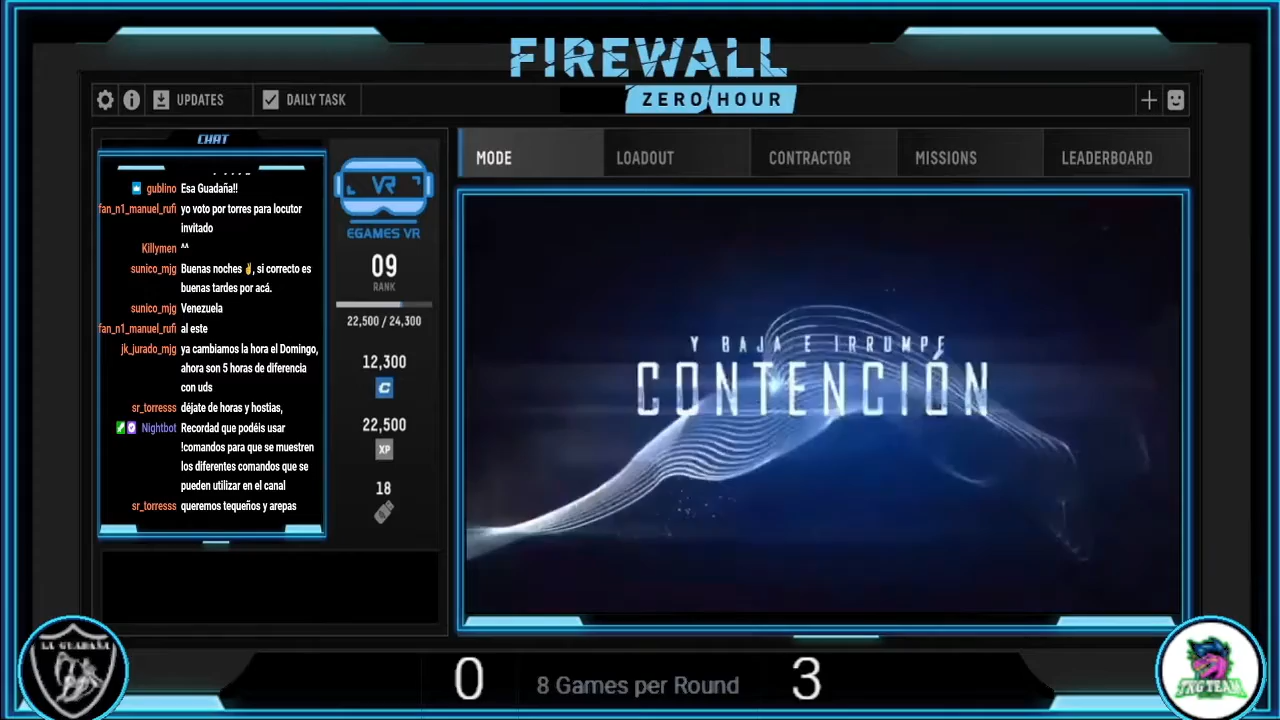 FIREWALL
ZERO HOUR
UPDATES
DAILY TASK
CHAT
gublino Esa Guadaña!!
fan_n1_manuel_rufi yo voto por torres para locutor
invitado
Killymen ^^
sunico_mjg Buenas noches ✌, si correcto es
buenas tardes por acá.
sunico_mjg Venezuela
fan_n1_manuel_rufi al este
jk_jurado_mjg ya cambiamos la hora el Domingo,
ahora son 5 horas de diferencia
con uds
sr_torresss déjate de horas y hostias,
Nightbot Recordad que podéis usar
!comandos para que se muestren
los diferentes comandos que se
pueden utilizar en el canal
sr_torresss queremos tequeños y arepas
VR
EGAMES VR
09
RANK
22,500 / 24,300
12,300
C
22,500
XP
18
MODE
LOADOUT
CONTRACTOR
MISSIONS
LEADERBOARD
Y BAJA E IRRUMPE
CONTENCIÓN
LA GUADAÑA
0
8 Games per Round
3